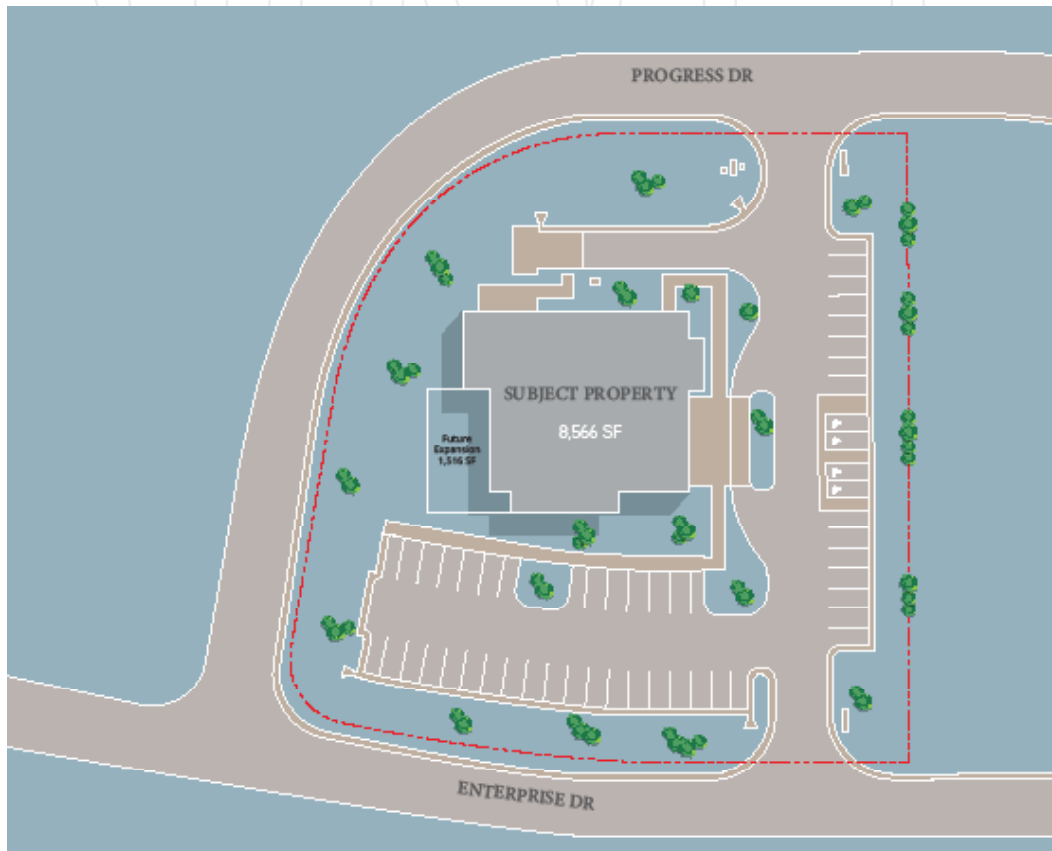 PROGRESS DR
SUBJECT PROPERTY
8,566 SF
Future
Expansion
1,516 SF
ENTERPRISE DR